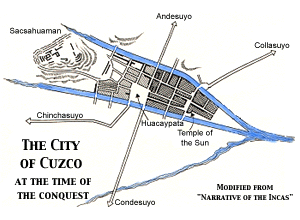 Andesuyo
Sacsahuaman
Collasuyo
Chinchasuyo
Huacaypata
Temple of
the Sun
THE CITY
OF CUZCO
AT THE TIME OF
THE CONQUEST
MODIFIED FROM
"NARRATIVE OF THE INCAS"
Condesuyo